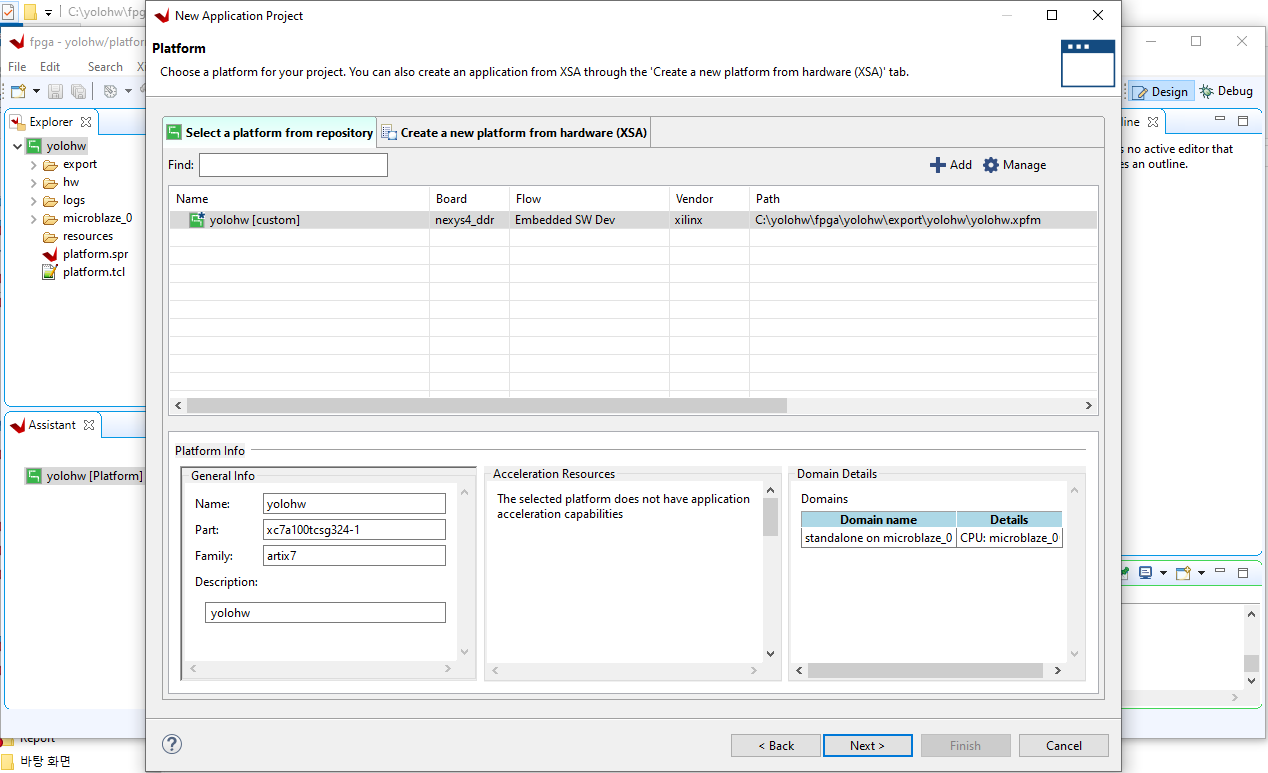 C:\yolohw\fpg
fpga - yolohw/platfor
File Edit Search X
Design Debug
Explorer
yolohw
export
hw
logs
microblaze_0
resources
platform.spr
platform.tcl
Assistant
yolohw [Platform]
Report
바탕 화면
New Application Project
Platform
Choose a platform for your project. You can also create an application from XSA through the 'Create a new platform from hardware (XSA)' tab.
Select a platform from repository Create a new platform from hardware (XSA)
Find: Add Manage
Name Board Flow Vendor Path
yolohw [custom] nexys4_ddr Embedded SW Dev xilinx C:\yolohw\fpga\yolohw\export\yolohw\yolohw.xpfm
Platform Info
General Info
Name: yolohw
Part: xc7a100tcsg324-1
Family: artix7
Description:
yolohw
Acceleration Resources
The selected platform does not have application
acceleration capabilities
Domain Details
Domains
Domain name Details
standalone on microblaze_0 CPU: microblaze_0
< Back Next > Finish Cancel
line
s no active editor that
es an outline.